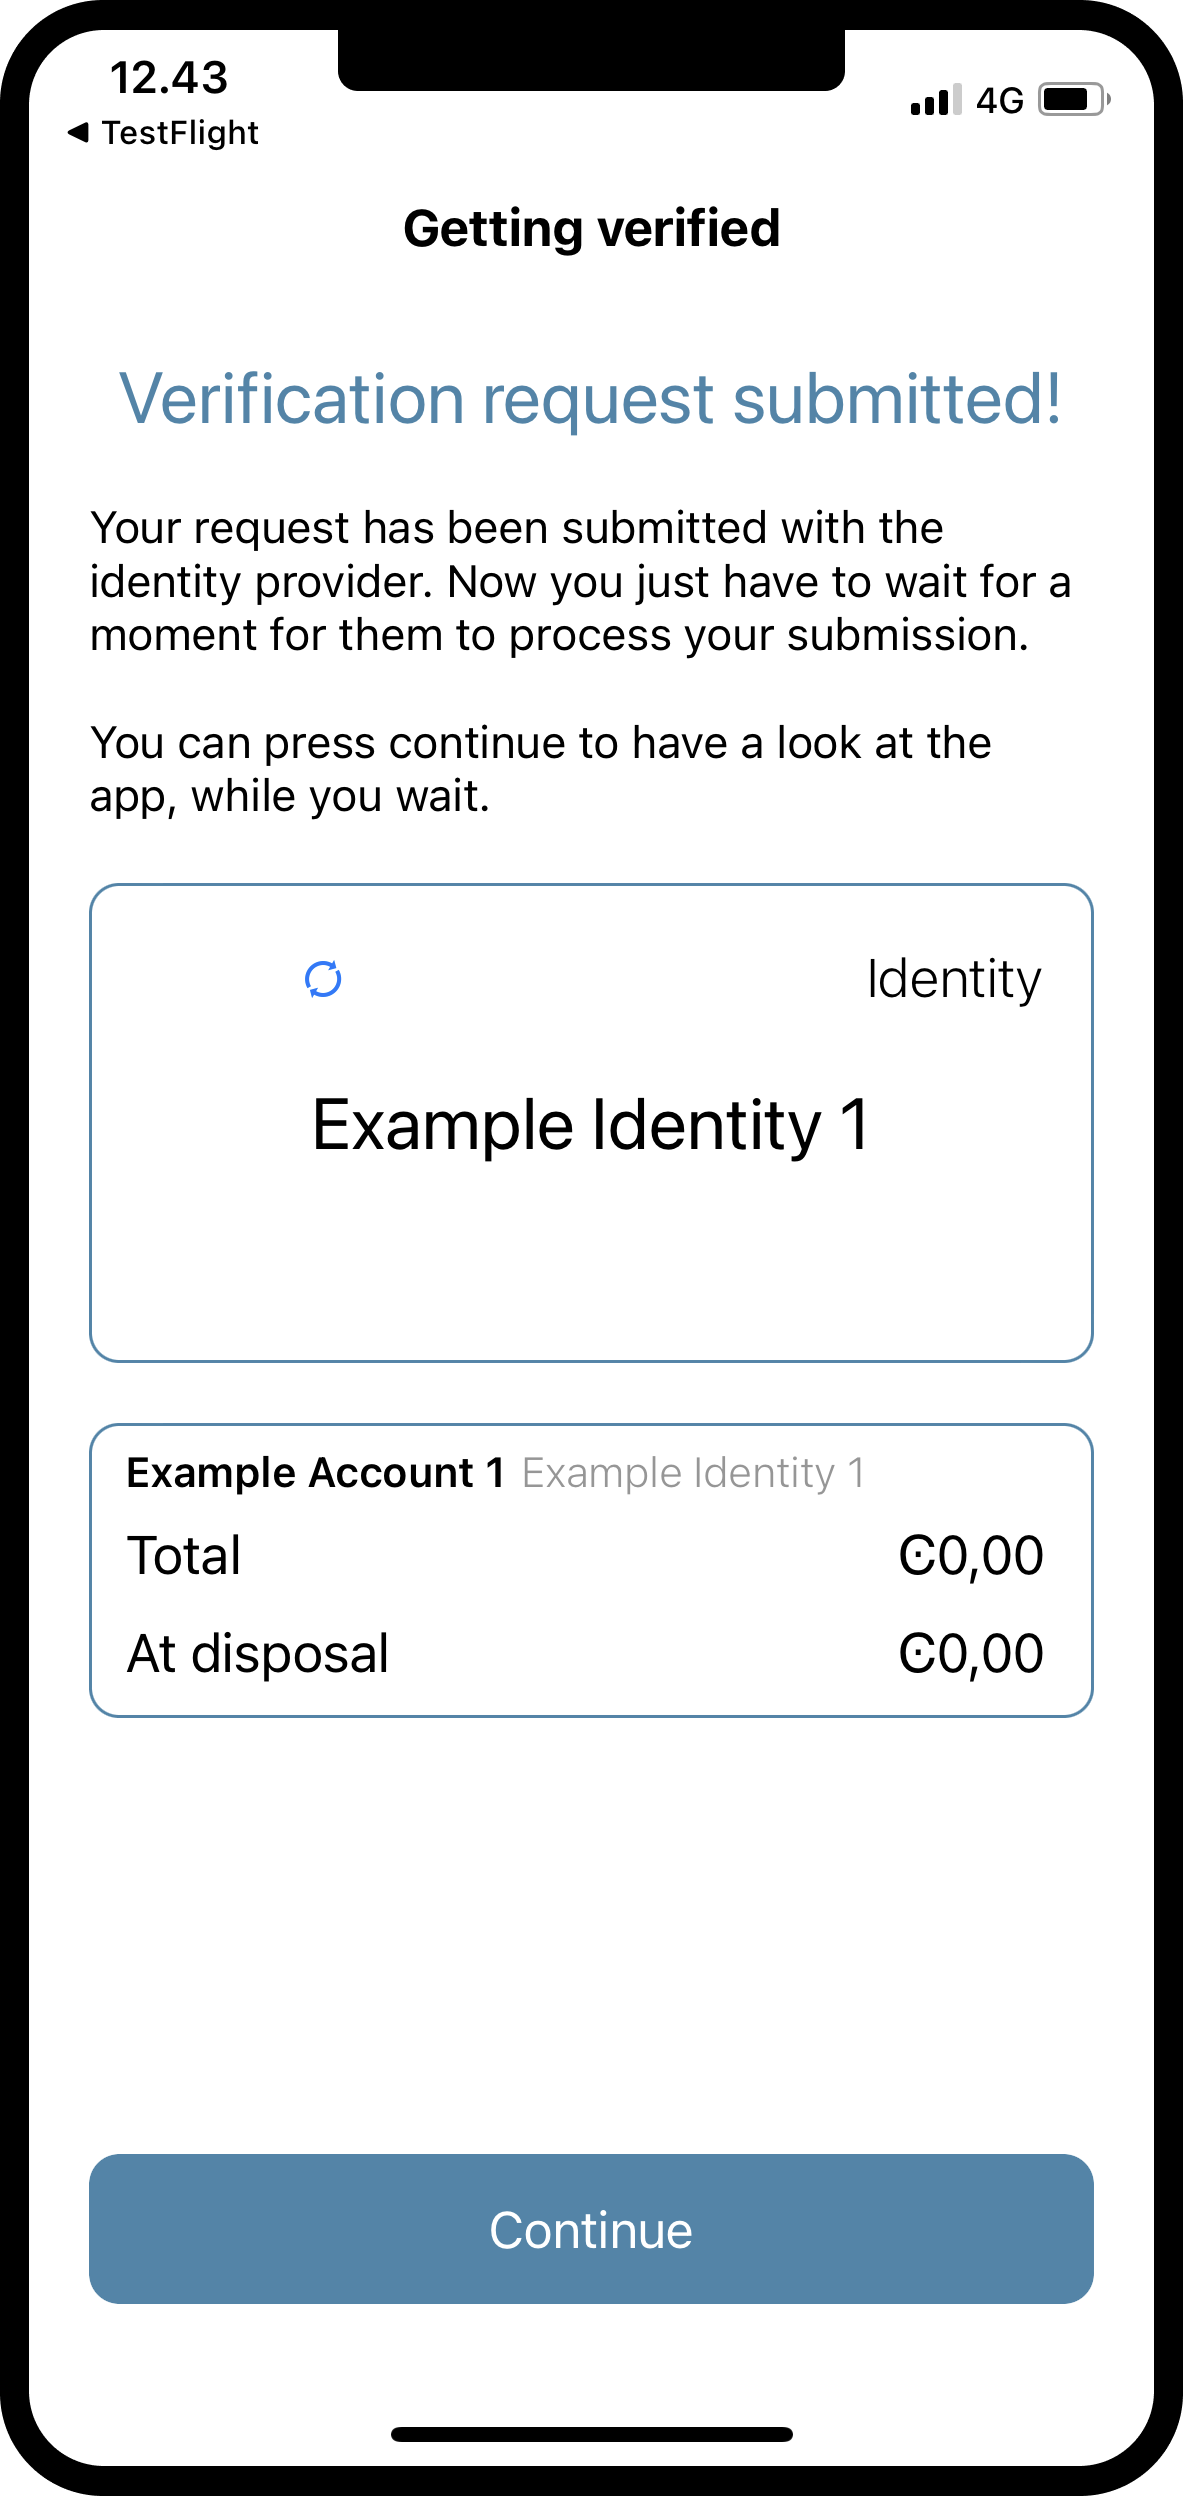 12.43
TestFlight
4G
Getting verified
Verification request submitted!
Your request has been submitted with the
identity provider. Now you just have to wait for a
moment for them to process your submission.
You can press continue to have a look at the
app, while you wait.
Identity
Example Identity 1
Example Account 1 Example Identity 1
Total Ͼ0,00
At disposal Ͼ0,00
Continue